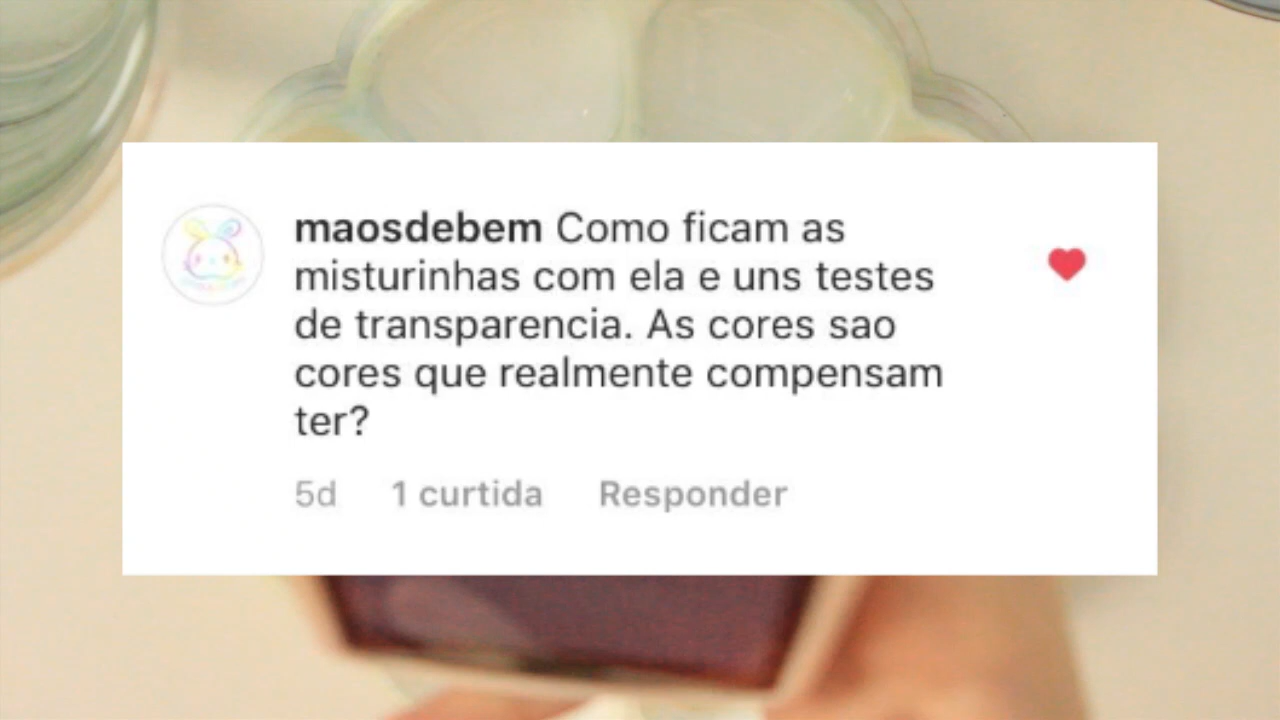 maosdebem Como ficam as
misturinhas com ela e uns testes
de transparencia. As cores sao
cores que realmente compensam
ter?
5d 1 curtida Responder